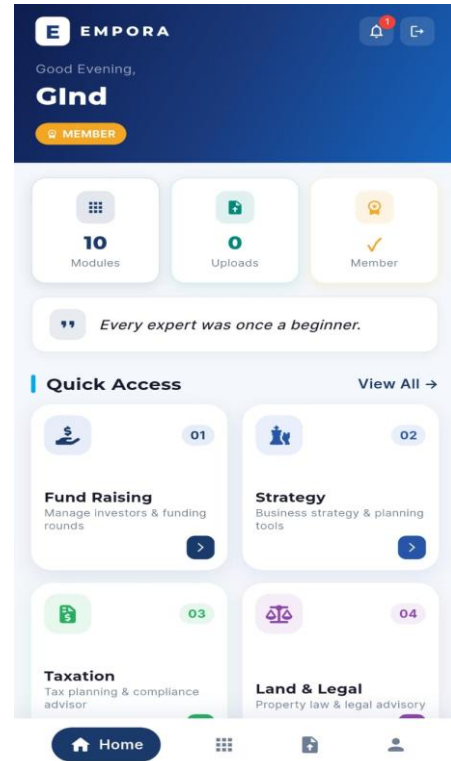 E EMPORA
1
Good Evening,
GInd
MEMBER
10
Modules
0
Uploads
✓
Member
Every expert was once a beginner.
Quick Access
View All →
01
Fund Raising
Manage investors & funding
rounds
02
Strategy
Business strategy & planning
tools
03
Taxation
Tax planning & compliance
advisor
04
Land & Legal
Property law & legal advisory
Home